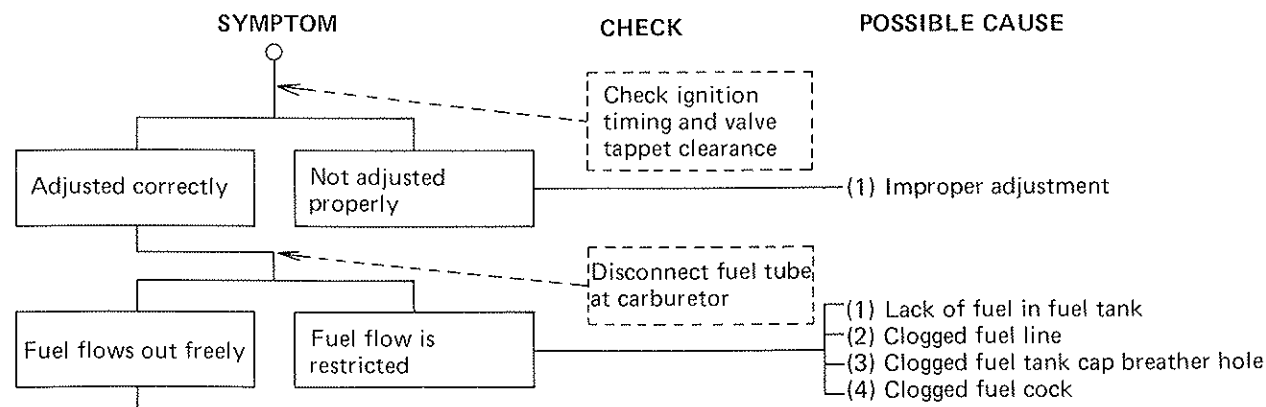 SYMPTOM
CHECK
POSSIBLE CAUSE
Check ignition
timing and valve
tappet clearance
Adjusted correctly
Not adjusted
properly
(1) Improper adjustment
Disconnect fuel tube
at carburetor
Fuel flows out freely
Fuel flow is
restricted
(1) Lack of fuel in fuel tank
(2) Clogged fuel line
(3) Clogged fuel tank cap breather hole
(4) Clogged fuel cock